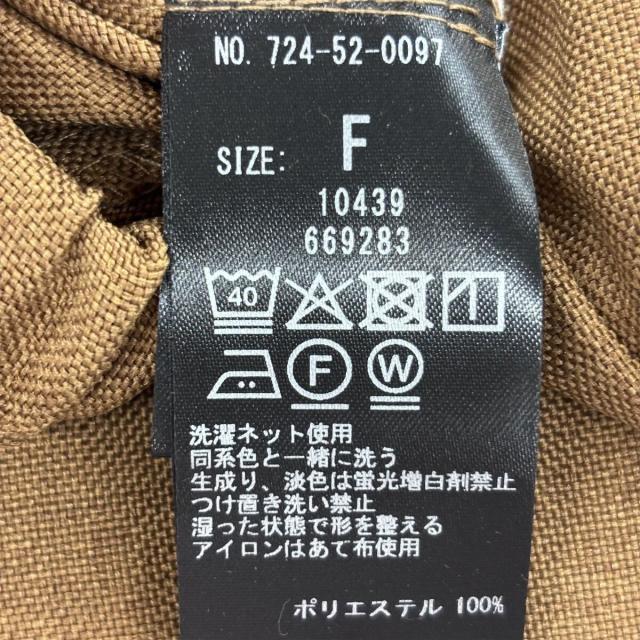 NO. 724-52-0097
SIZE: F
10439
669283
40
F W
洗濯ネット使用
同系色と一緒に洗う
生成り、淡色は蛍光増白剤禁止
つけ置き洗い禁止
湿った状態で形を整える
アイロンはあて布使用
ポリエステル 100%